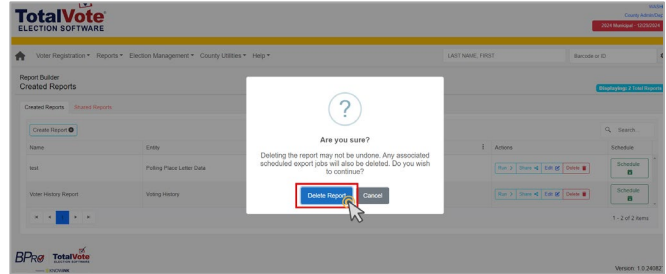 TotalVote
ELECTION SOFTWARE
County Admin
2024 Municipal - 12/29/2024
Voter Registration Reports Election Management County Utilities Help
LAST NAME, FIRST
Barcode or ID
Report Builder
Created Reports
Displaying: 2 Total Reports
Created Reports Shared Reports
Create Report
Search
Name Entity Actions Schedule
test Polling Place Letter Data Run Share Edit Delete Schedule
Voter History Report Voting History Run Share Edit Delete Schedule
?
Are you sure?
Deleting the report may not be undone. Any associated
scheduled export jobs will also be deleted. Do you wish
to continue?
Delete Report Cancel
1 - 2 of 2 items
BPro TotalVote
ELECTION SOFTWARE
KNOWiNK
Version: 1.0.24082